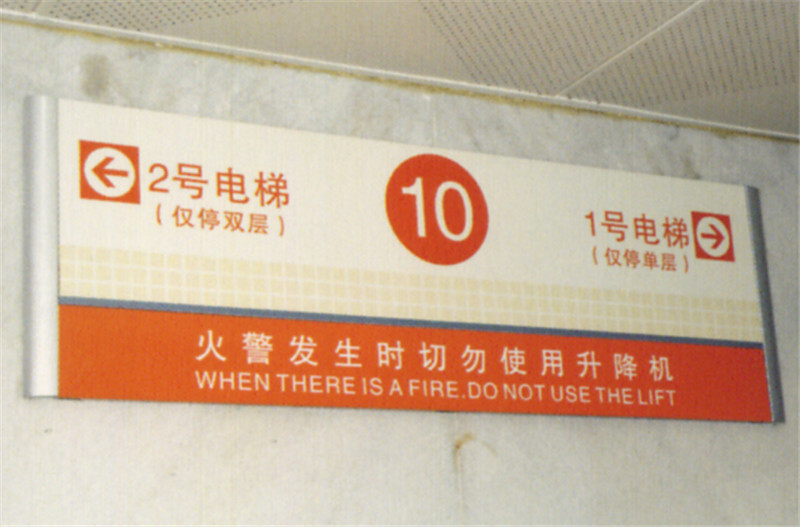 2号电梯
(仅停双层)
10
1号电梯
(仅停单层)
火警发生时切勿使用升降机
WHEN THERE IS A FIRE.DO NOT USE THE LIFT